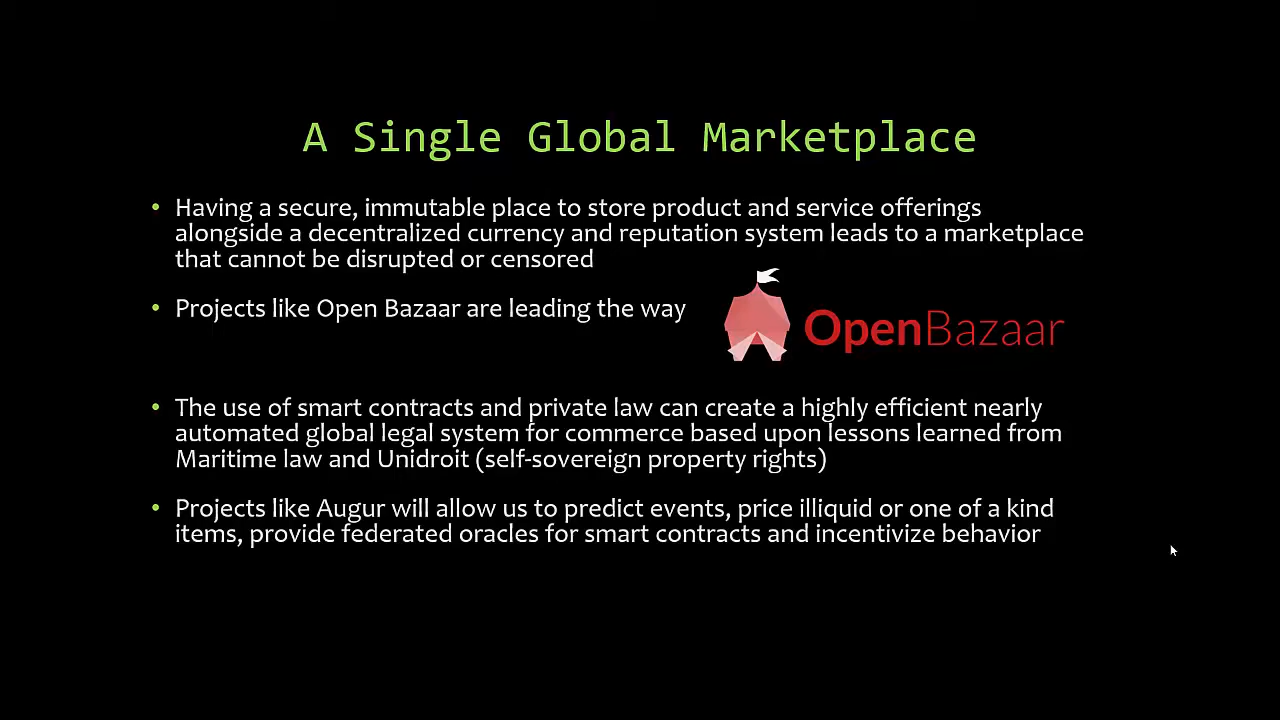 A Single Global Marketplace
• Having a secure, immutable place to store product and service offerings
alongside a decentralized currency and reputation system leads to a marketplace
that cannot be disrupted or censored
• Projects like Open Bazaar are leading the way
OpenBazaar
• The use of smart contracts and private law can create a highly efficient nearly
automated global legal system for commerce based upon lessons learned from
Maritime law and Unidroit (self-sovereign property rights)
• Projects like Augur will allow us to predict events, price illiquid or one of a kind
items, provide federated oracles for smart contracts and incentivize behavior